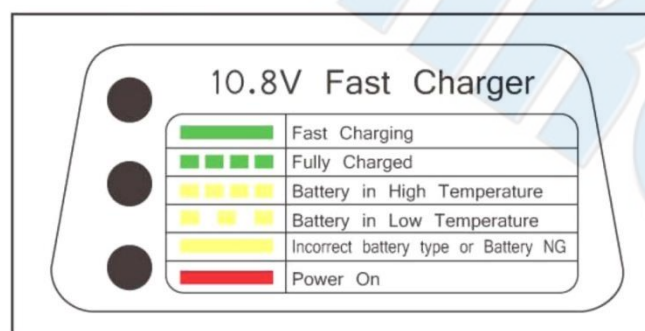 10.8V Fast Charger
Fast Charging
Fully Charged
Battery in High Temperature
Battery in Low Temperature
Incorrect battery type or Battery NG
Power On